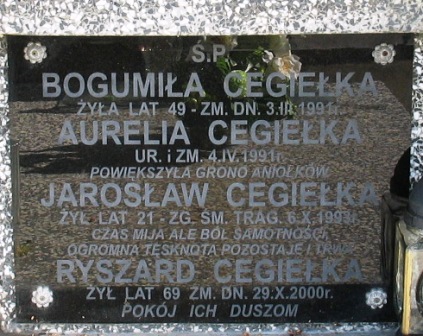 Ś.P.
BOGUMIŁA CEGIEŁKA
ŻYŁA LAT 49 - ZM. DN. 3.III.1991r.
AURELIA CEGIEŁKA
UR. i ZM. 4.IV.1991r.
POWIĘKSZYŁA GRONO ANIOŁKÓW
JAROSŁAW CEGIEŁKA
ŻYŁ LAT 21 - ZG. ŚM. TRAG. 6.X.1993r.
CZAS MIJA ALE BÓL SAMOTNOŚĆ
OGROMNA TĘSKNOTA POZOSTAJE I TRWA
RYSZARD CEGIEŁKA
ŻYŁ LAT 69 ZM. DN. 29.X.2000r.
POKÓJ ICH DUSZOM